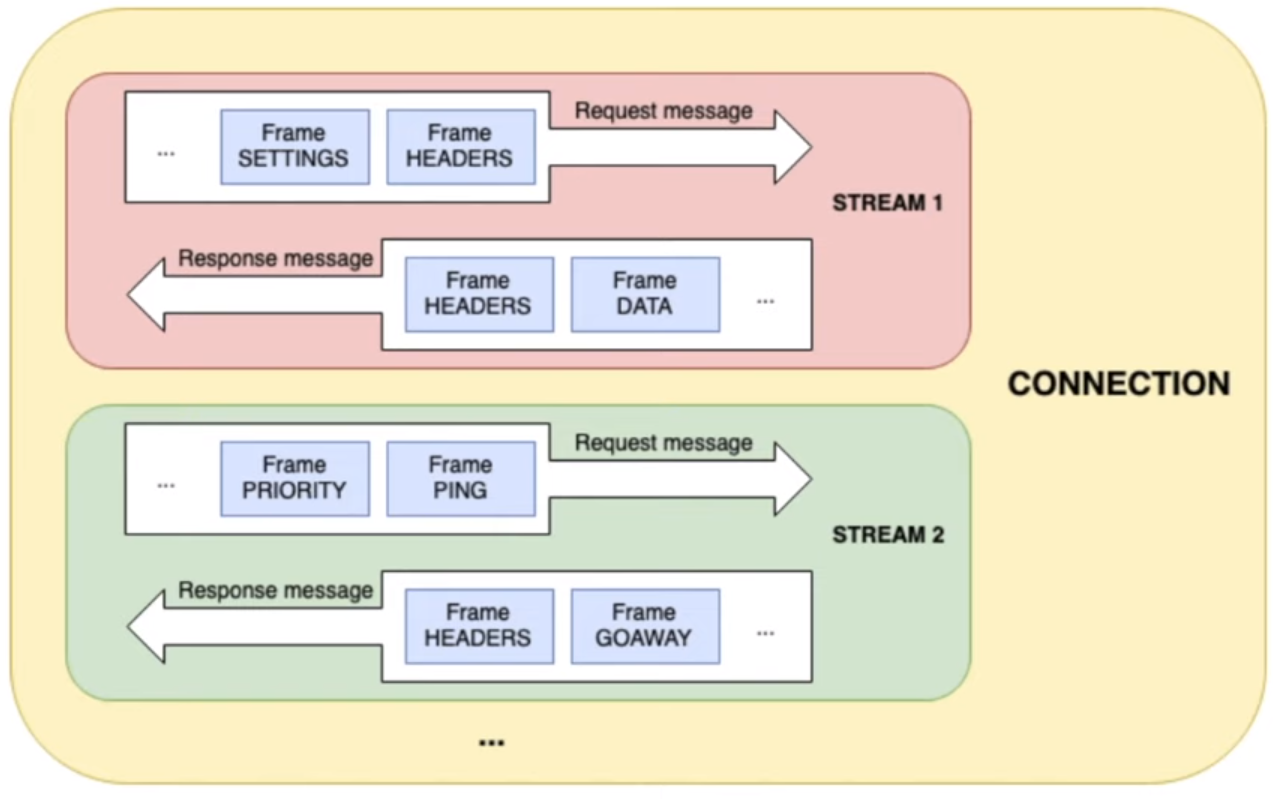 Request message
...
Frame
SETTINGS
Frame
HEADERS
STREAM 1
Response message
Frame
HEADERS
Frame
DATA
...
CONNECTION
Request message
...
Frame
PRIORITY
Frame
PING
STREAM 2
Response message
Frame
HEADERS
Frame
GOAWAY
...
...